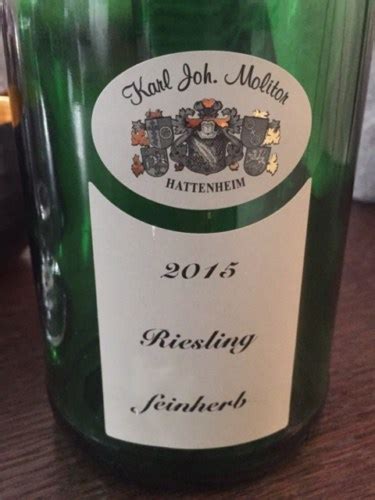 Karl Joh. Molitor
HATTENHEIM
2015
Riesling
feinherb